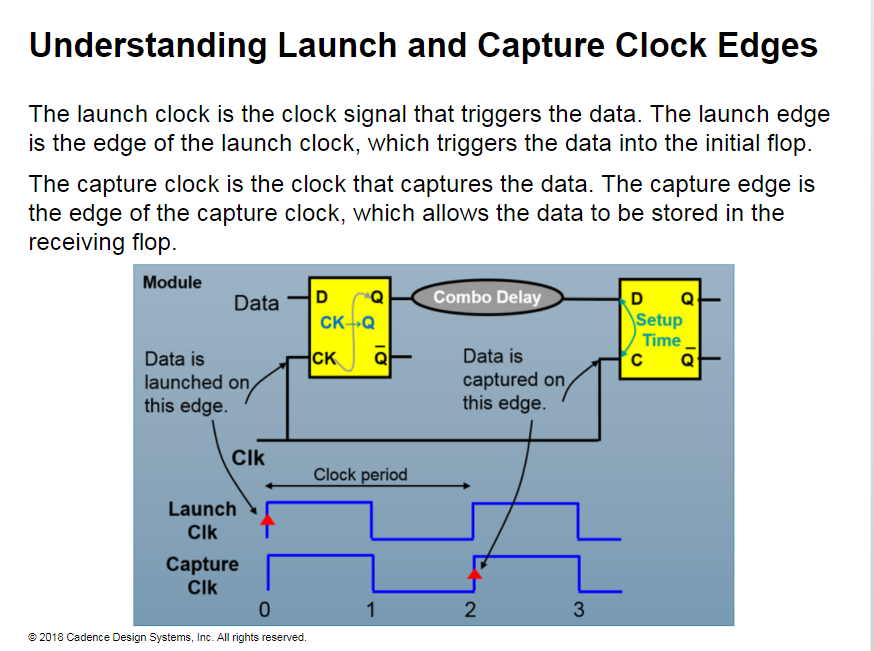 Understanding Launch and Capture Clock Edges
The launch clock is the clock signal that triggers the data. The launch edge
is the edge of the launch clock, which triggers the data into the initial flop.
The capture clock is the clock that captures the data. The capture edge is
the edge of the capture clock, which allows the data to be stored in the
receiving flop.
Module
Data
D Q
CK→Q
CK Q̅
Combo Delay
D Q
Setup
Time
C Q̅
Data is
launched on
this edge.
Data is
captured on
this edge.
Clk
Clock period
Launch
Clk
Capture
Clk
0 1 2 3
© 2018 Cadence Design Systems, Inc. All rights reserved.